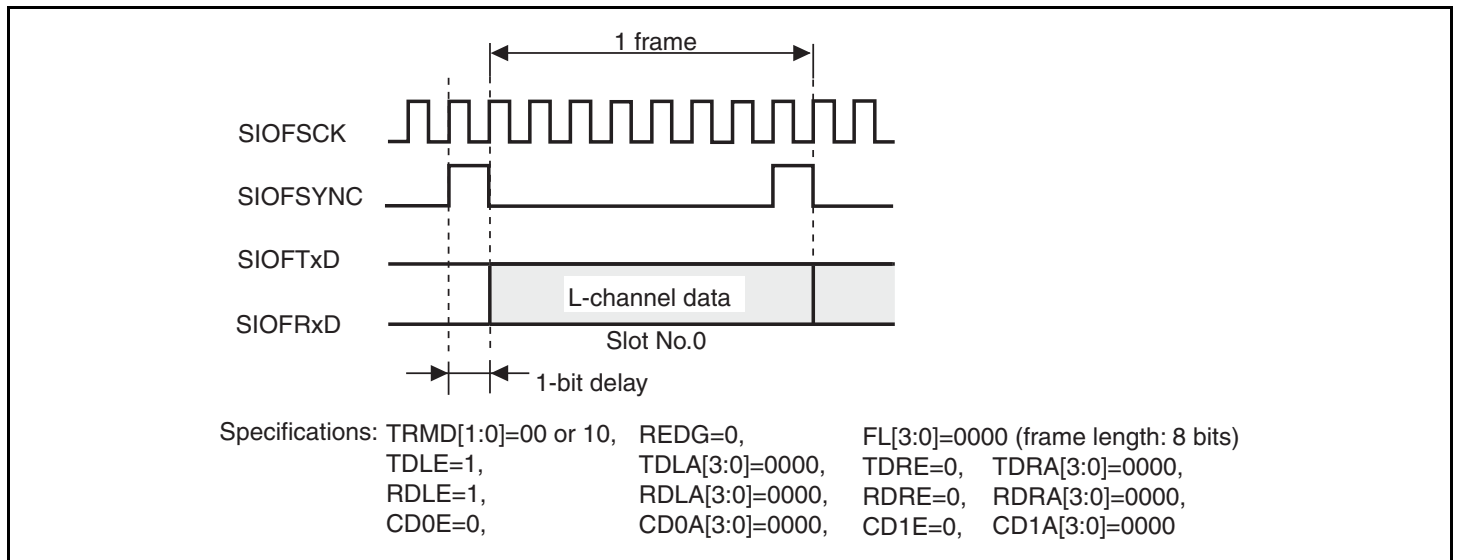 1 frame
SIOFSCK
SIOFSYNC
SIOFTxD
L-channel data
SIOFRxD
Slot No.0
1-bit delay
Specifications: TRMD[1:0]=00 or 10, REDG=0, FL[3:0]=0000 (frame length: 8 bits)
TDLE=1, TDLA[3:0]=0000, TDRE=0, TDRA[3:0]=0000,
RDLE=1, RDLA[3:0]=0000, RDRE=0, RDRA[3:0]=0000,
CD0E=0, CD0A[3:0]=0000, CD1E=0, CD1A[3:0]=0000